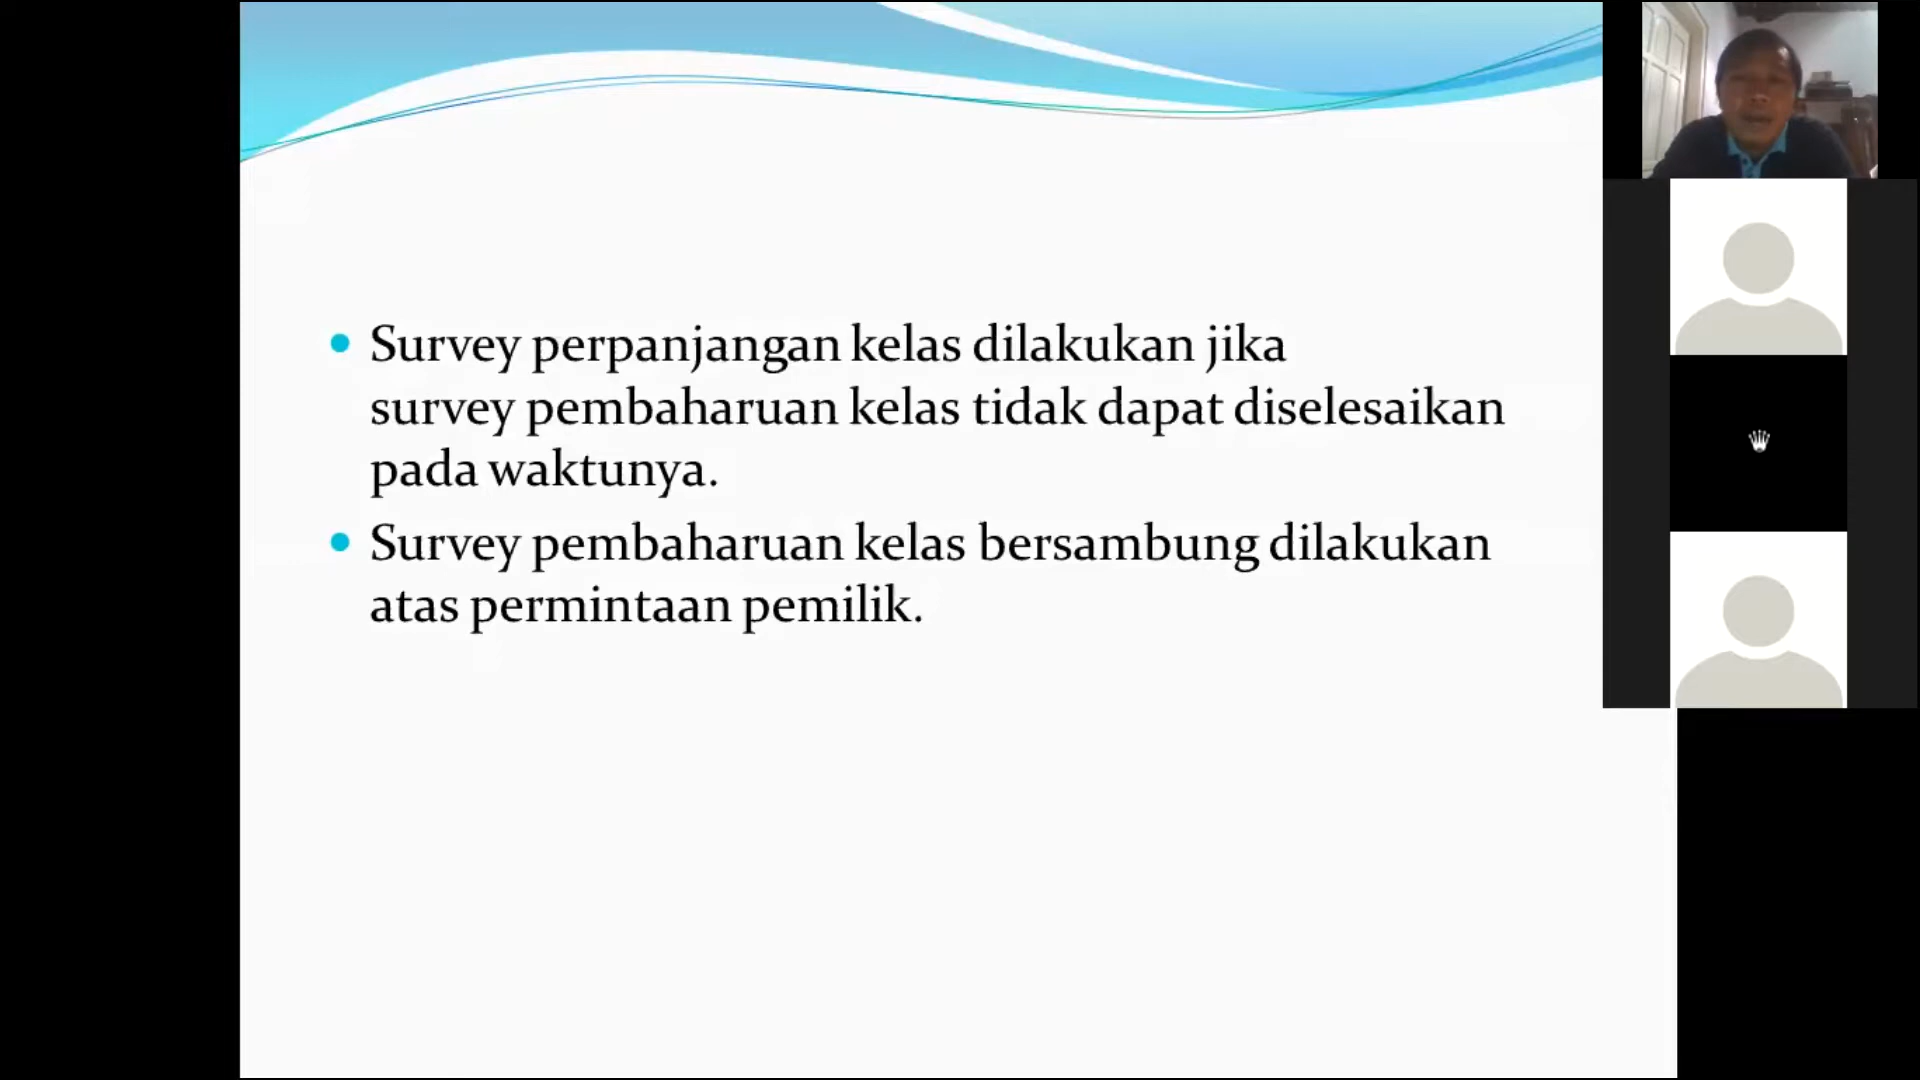 Survey perpanjangan kelas dilakukan jika
survey pembaharuan kelas tidak dapat diselesaikan
pada waktunya.
Survey pembaharuan kelas bersambung dilakukan
atas permintaan pemilik.